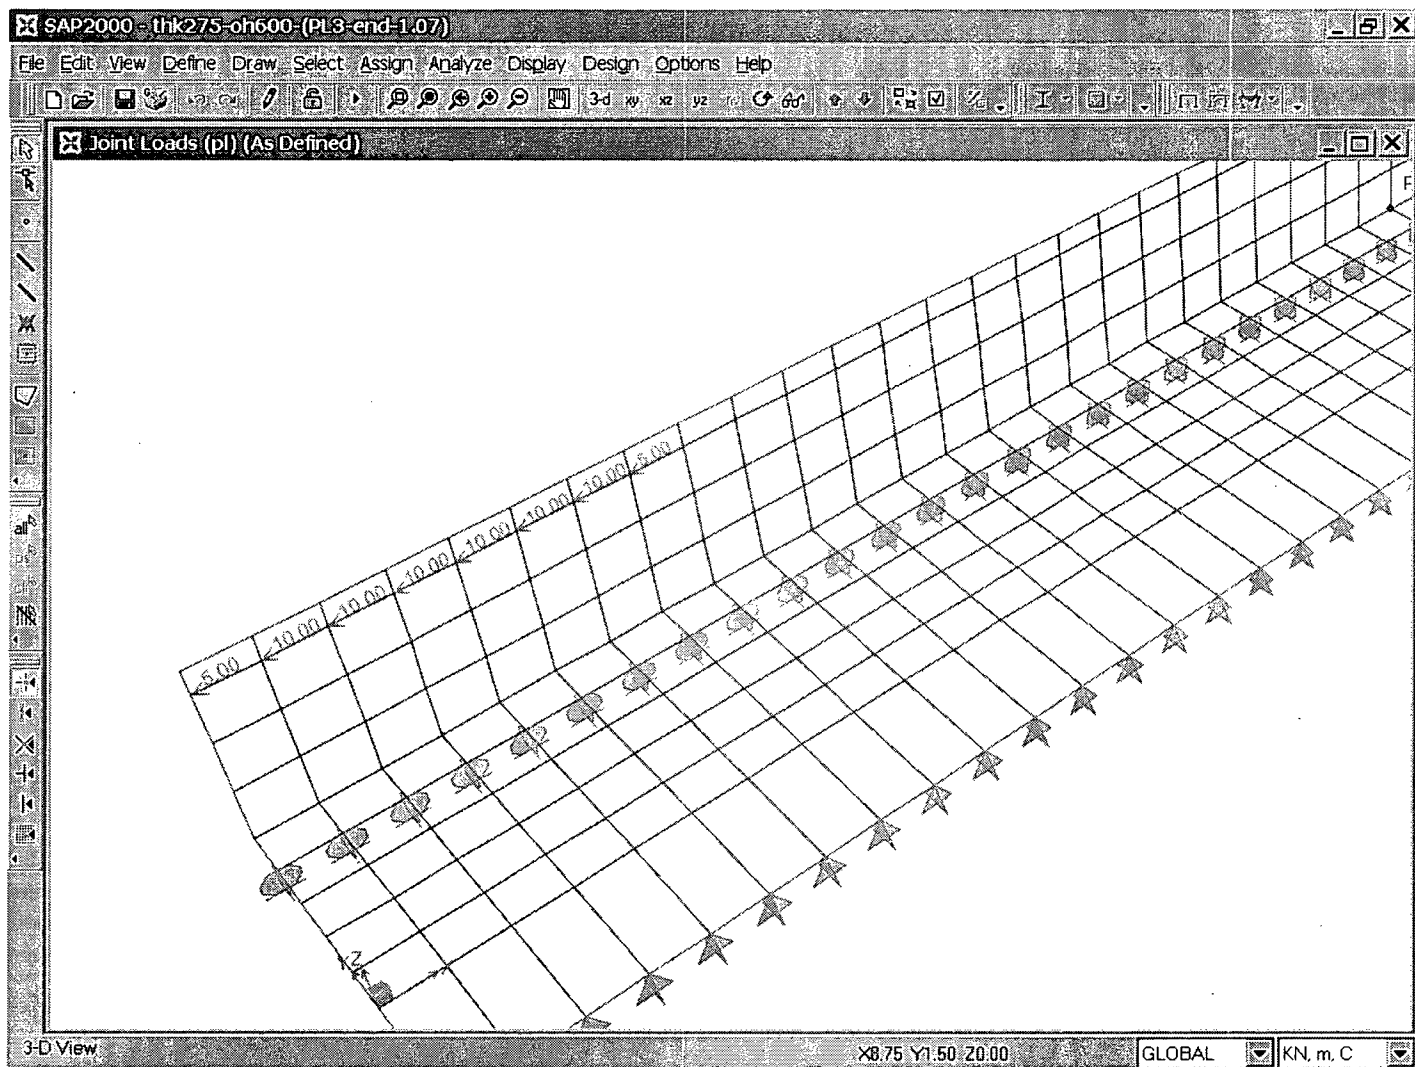 SAP2000 - thk275-oh600-(PL3-end-1.07)
File Edit View Define Draw Select Assign Analyze Display Design Options Help
3-d xy xz yz
Joint Loads (pl) (As Defined)
5.00
10.00
10.00
10.00
10.00
10.00
10.00
5.00
all
Z
3-D View
X8.75 Y1.50 Z0.00
GLOBAL
KN, m, C